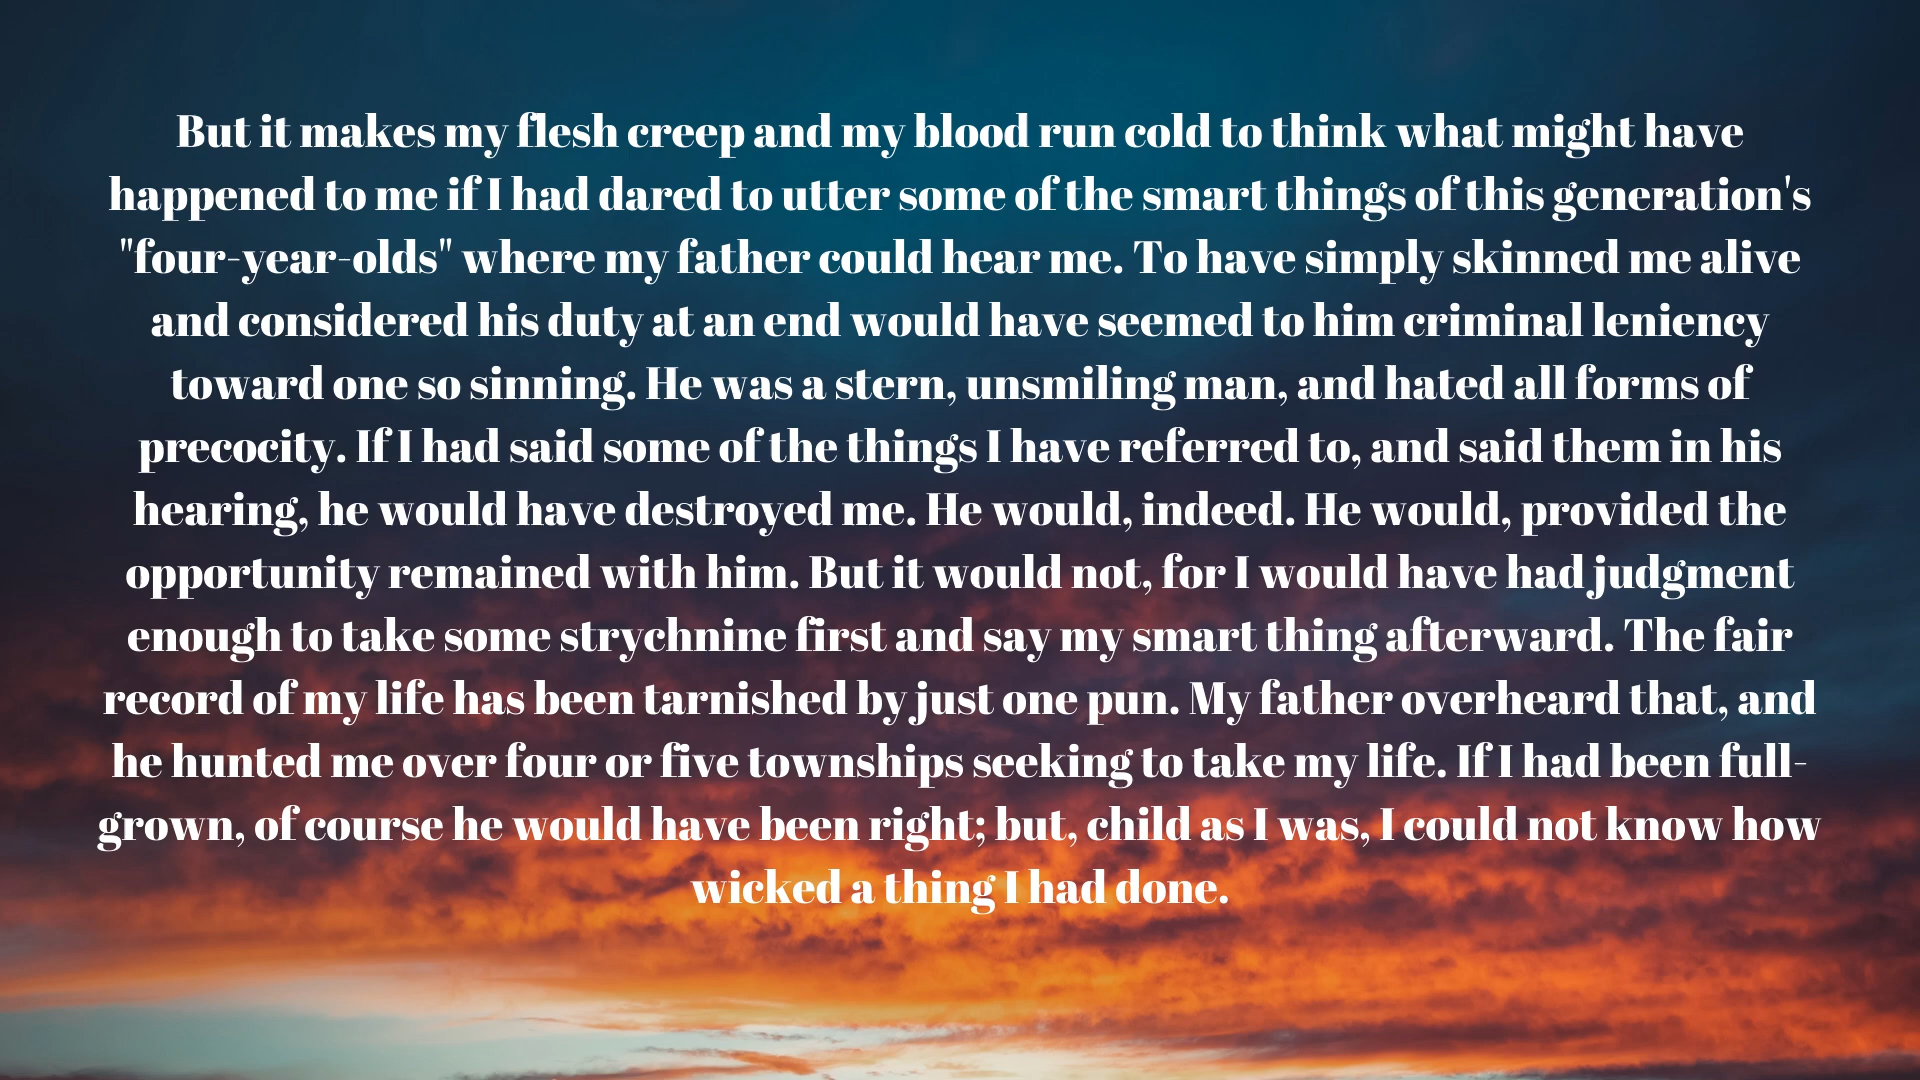 But it makes my flesh creep and my blood run cold to think what might have
happened to me if I had dared to utter some of the smart things of this generation's
"four-year-olds" where my father could hear me. To have simply skinned me alive
and considered his duty at an end would have seemed to him criminal leniency
toward one so sinning. He was a stern, unsmiling man, and hated all forms of
precocity. If I had said some of the things I have referred to, and said them in his
hearing, he would have destroyed me. He would, indeed. He would, provided the
opportunity remained with him. But it would not, for I would have had judgment
enough to take some strychnine first and say my smart thing afterward. The fair
record of my life has been tarnished by just one pun. My father overheard that, and
he hunted me over four or five townships seeking to take my life. If I had been full-
grown, of course he would have been right; but, child as I was, I could not know how
wicked a thing I had done.